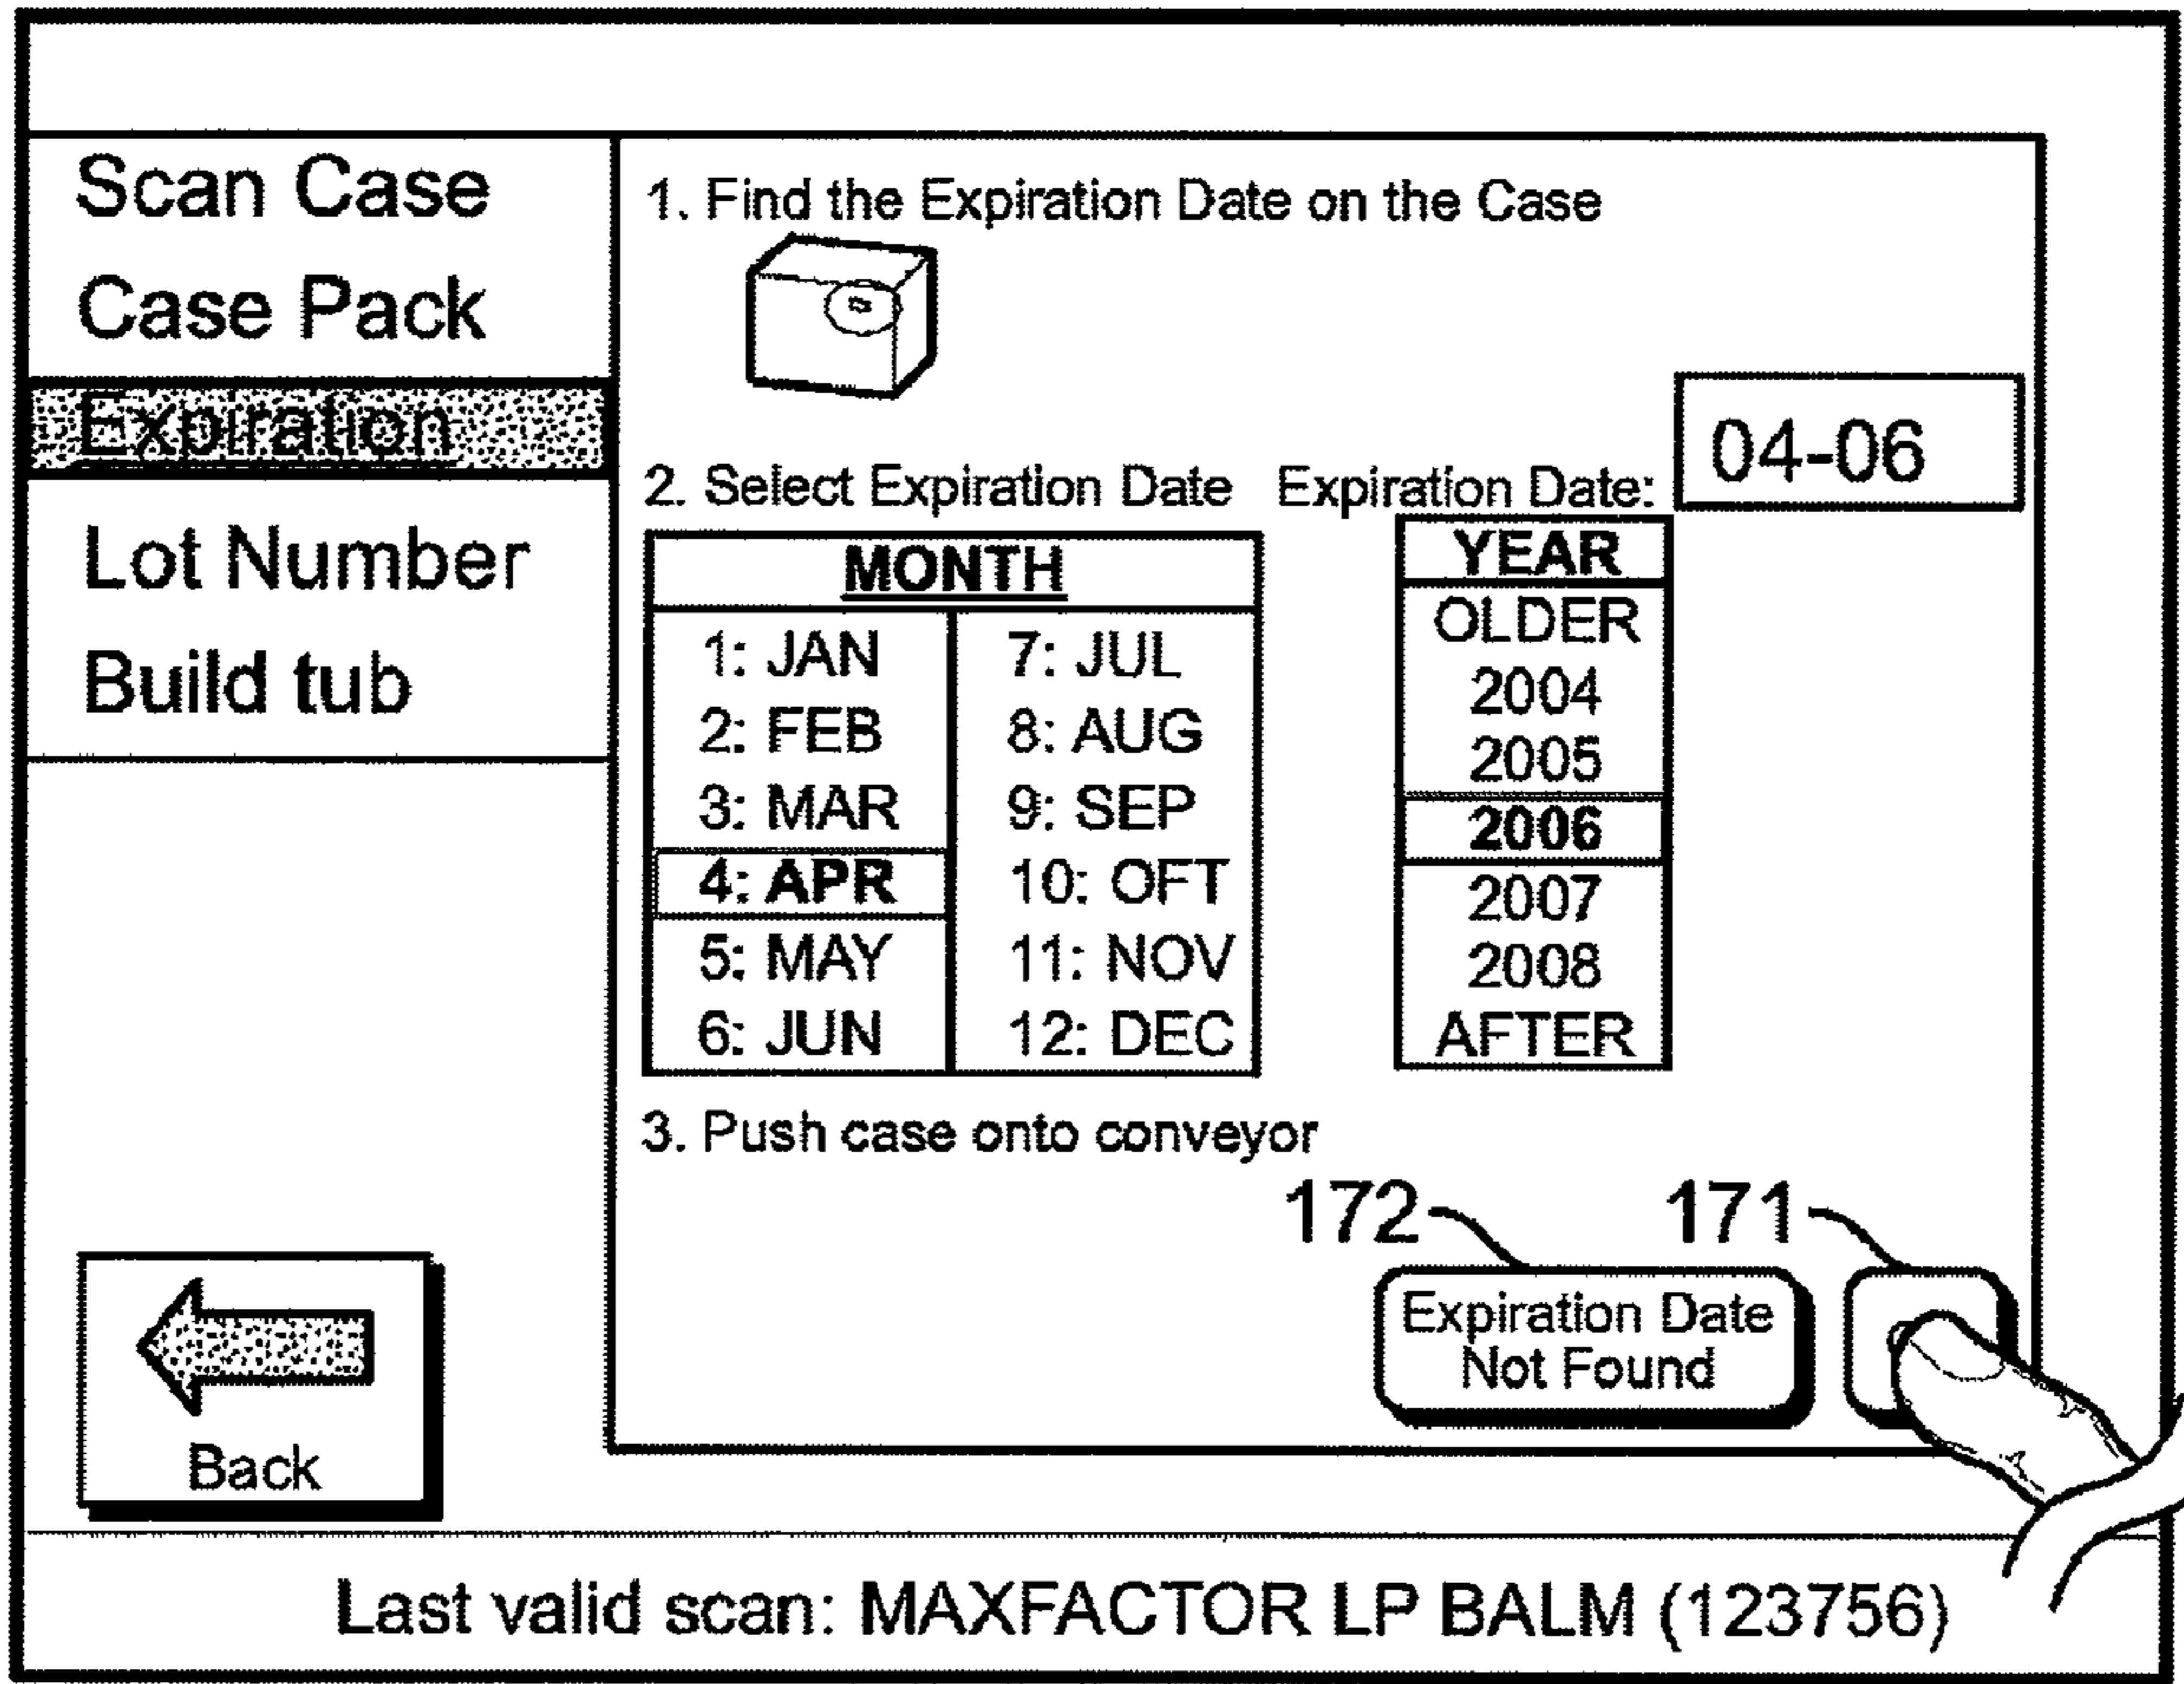 Scan Case
Case Pack
Expiration
Lot Number
Build tub
1. Find the Expiration Date on the Case
2. Select Expiration Date
Expiration Date:
04-06
MONTH
1: JAN
2: FEB
3: MAR
4: APR
5: MAY
6: JUN
7: JUL
8: AUG
9: SEP
10: OFT
11: NOV
12: DEC
YEAR
OLDER
2004
2005
2006
2007
2008
AFTER
3. Push case onto conveyor
172
171
Expiration Date
Not Found
Back
Last valid scan: MAXFACTOR LP BALM (123756)